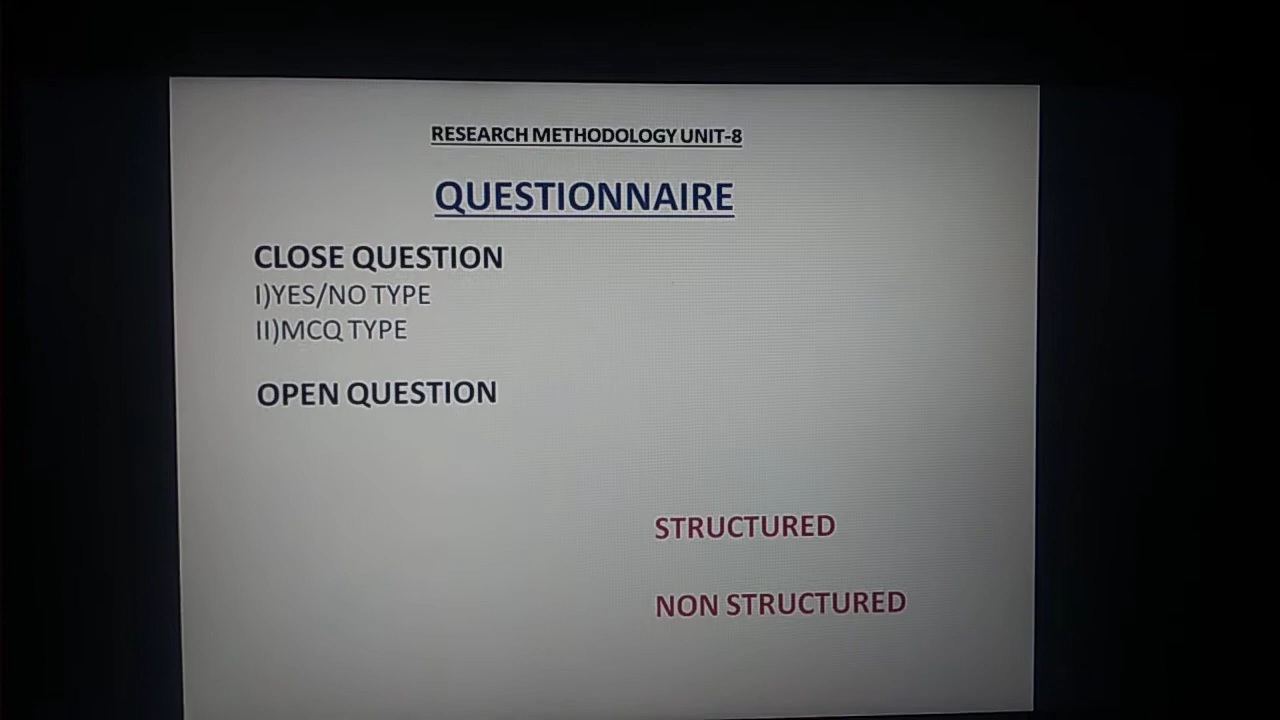 RESEARCH METHODOLOGY UNIT-8
QUESTIONNAIRE
CLOSE QUESTION
I)YES/NO TYPE
II)MCQ TYPE
OPEN QUESTION
STRUCTURED
NON STRUCTURED